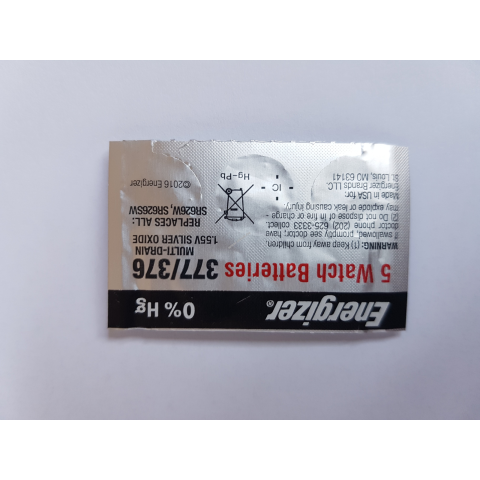 Energizer® 0% Hg
5 Watch Batteries 377/376
WARNING: (1) Keep away from children.
If swallowed, promptly see doctor; have
doctor phone (202) 625-3333 collect.
(2) Do not dispose of in fire or charge -
may explode or leak causing injury.
Made in USA for:
Energizer Brands LLC,
St. Louis, MO 63141
MULTI-DRAIN
1.55V SILVER OXIDE
REPLACES ALL:
SR626W, SR626SW
IC
Hg-Pb
©2016 Energizer